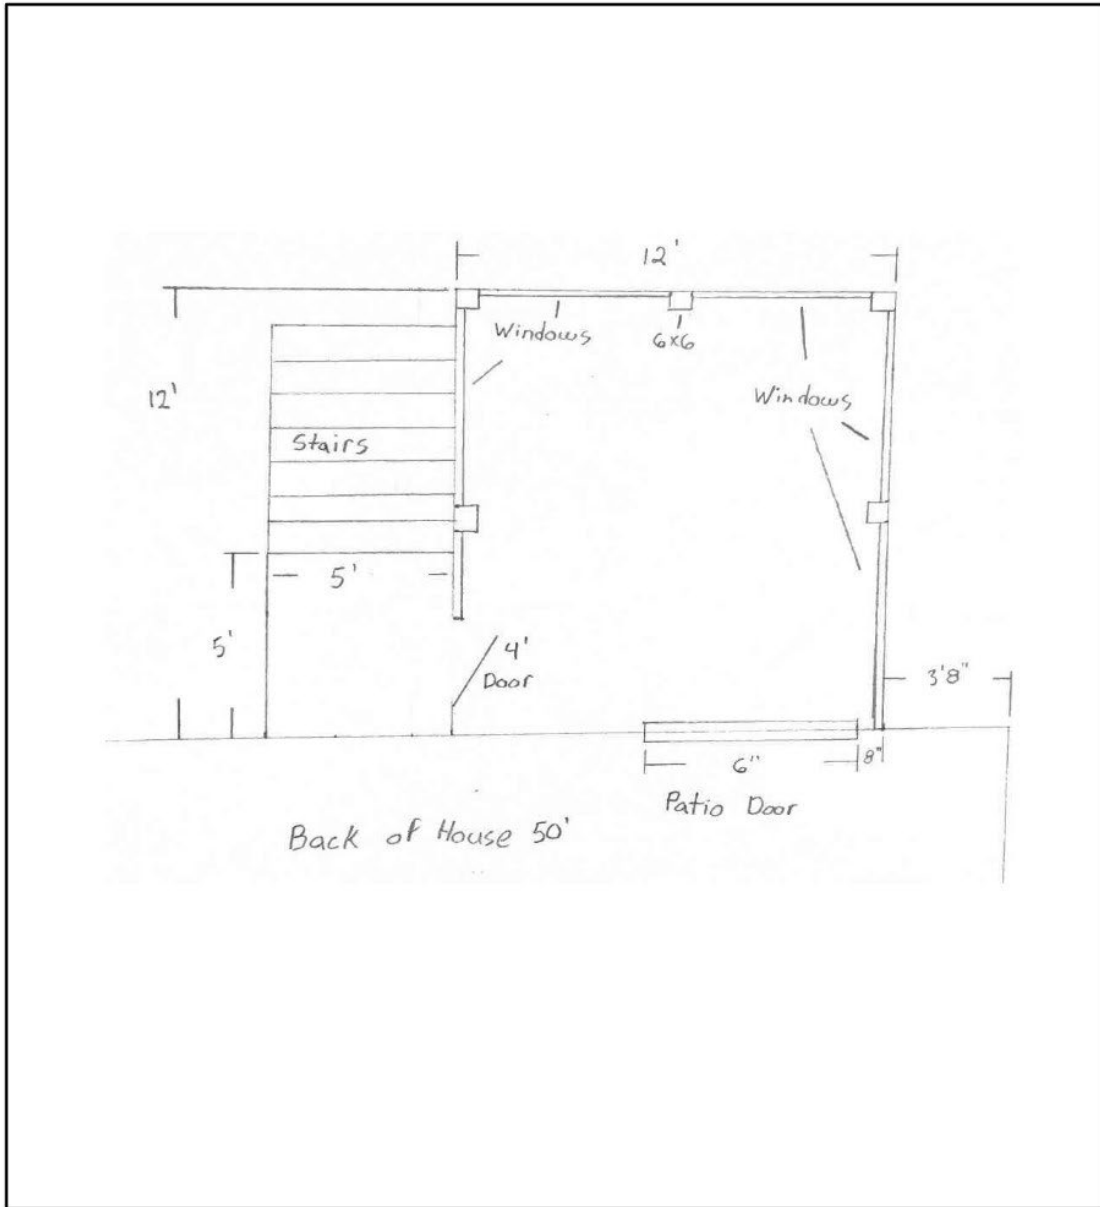 12'
Windows
6x6
12'
Windows
Stairs
5'
5'
4'
Door
3'8"
6"
8"
Patio Door
Back of House 50'